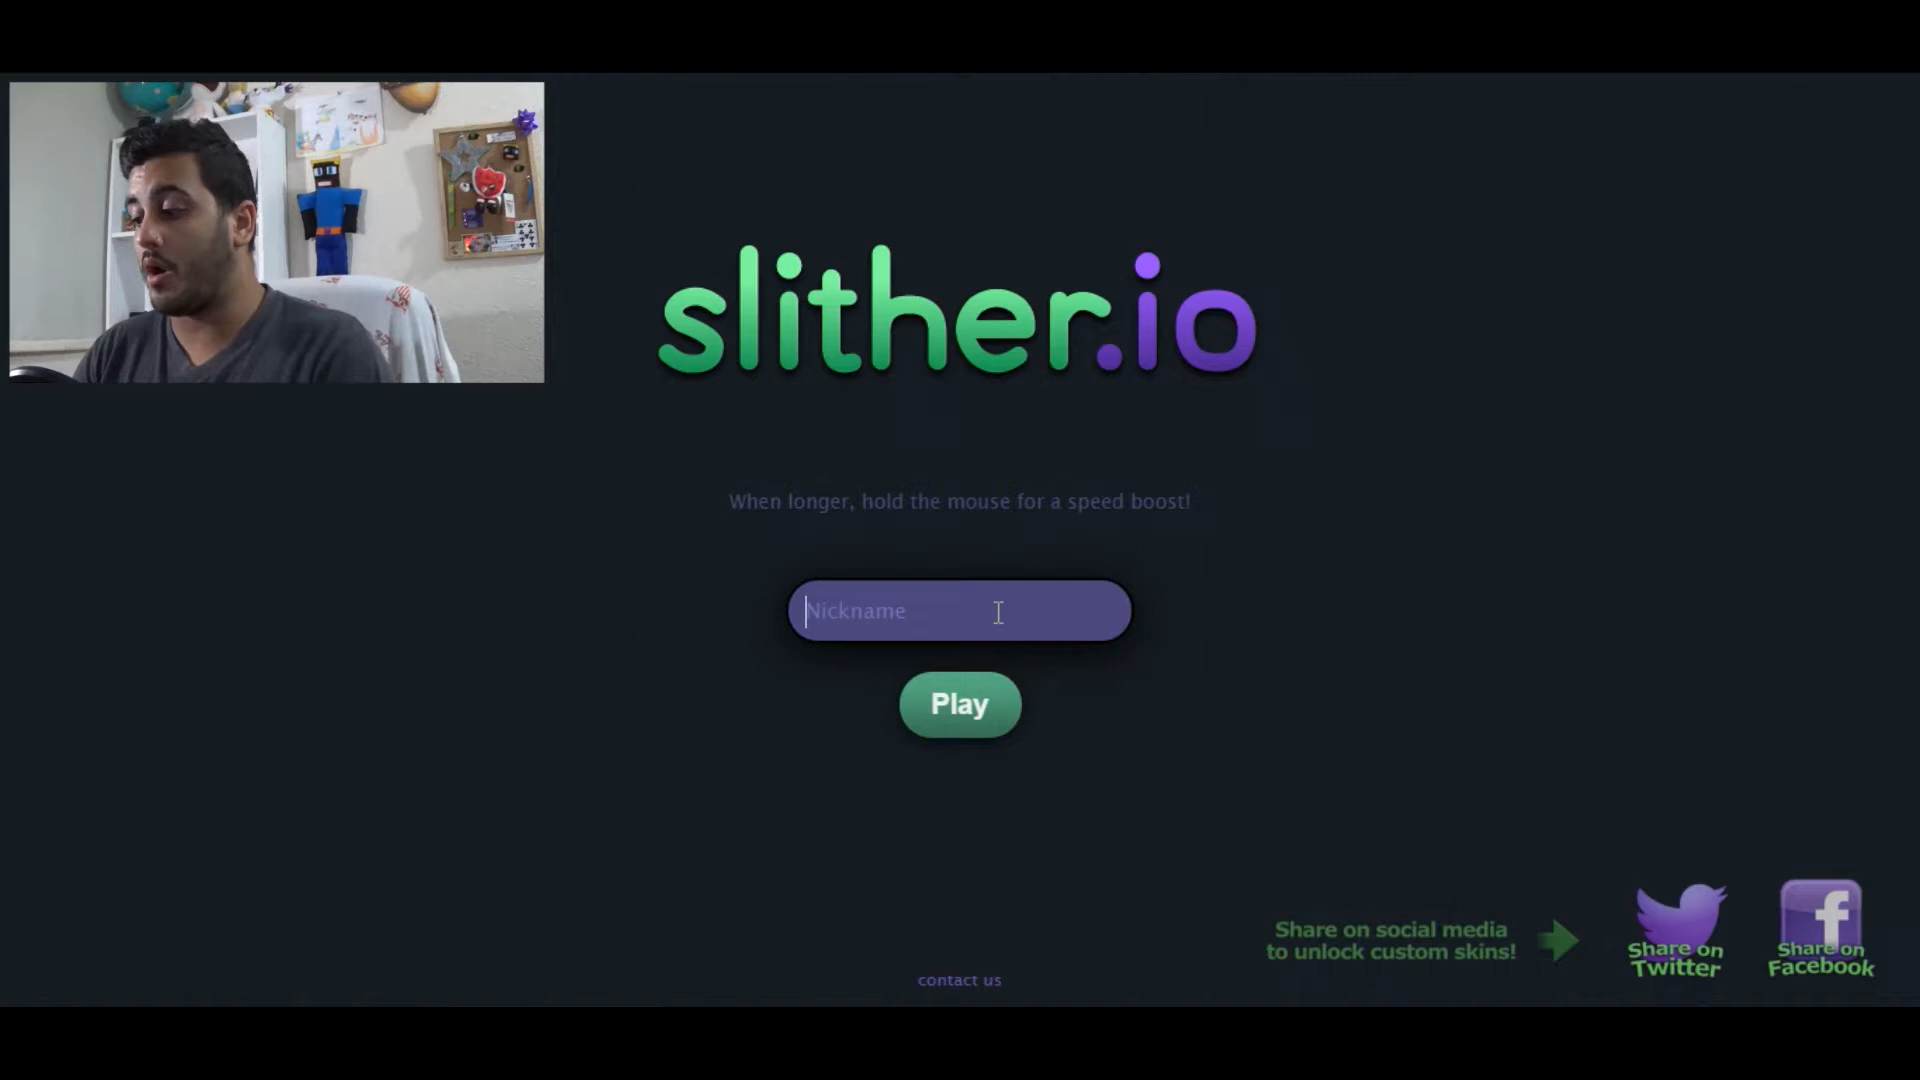 slither.io
When longer, hold the mouse for a speed boost!
Nickname
Play
Share on social media
to unlock custom skins!
Share on
Twitter
Share on
Facebook
contact us